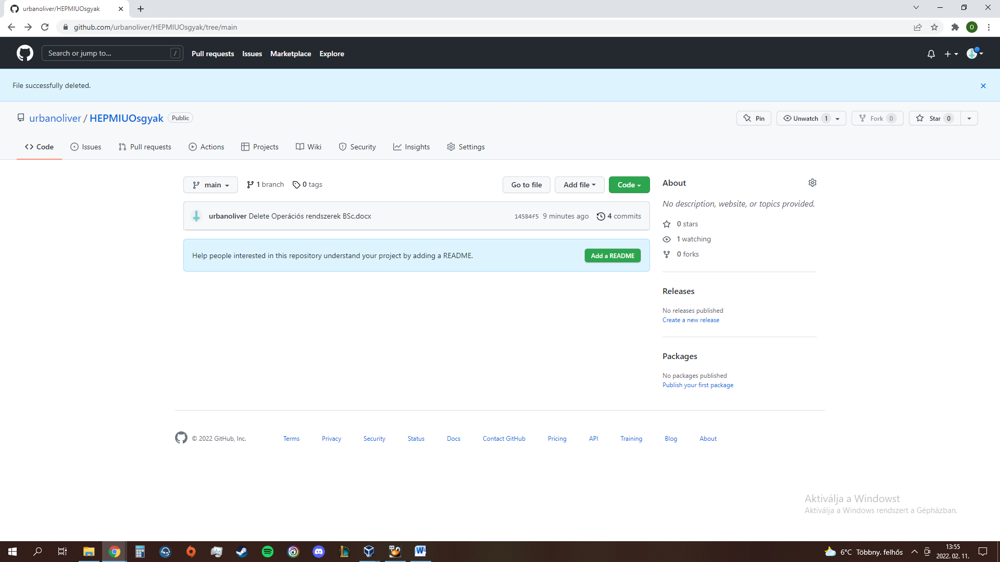 urbanoliver/HEPMIUOsgyak
github.com/urbanoliver/HEPMIUOsgyak/tree/main
O
Search or jump to...
/
Pull requests
Issues
Marketplace
Explore
File successfully deleted.
urbanoliver / HEPMIUOsgyak Public
Pin
Unwatch 1
Fork 0
Star 0
Code
Issues
Pull requests
Actions
Projects
Wiki
Security
Insights
Settings
main
1 branch
0 tags
Go to file
Add file
Code
urbanoliver Delete Operációs rendszerek BSc.docx
14584f5 9 minutes ago
4 commits
Help people interested in this repository understand your project by adding a README.
Add a README
About
No description, website, or topics provided.
0 stars
1 watching
0 forks
Releases
No releases published
Create a new release
Packages
No packages published
Publish your first package
© 2022 GitHub, Inc.
Terms
Privacy
Security
Status
Docs
Contact GitHub
Pricing
API
Training
Blog
About
Aktiválja a Windowst
Aktiválja a Windows rendszert a Gépházban.
6°C Többny. felhős
13:55
2022. 02. 11.